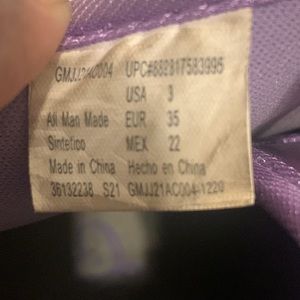 GMJJ21AC004 UPC#889817583995
USA 3
All Man Made EUR 35
Sintetico MEX 22
Made in China Hecho en China
36132238 S21 GMJJ21AC004-1220